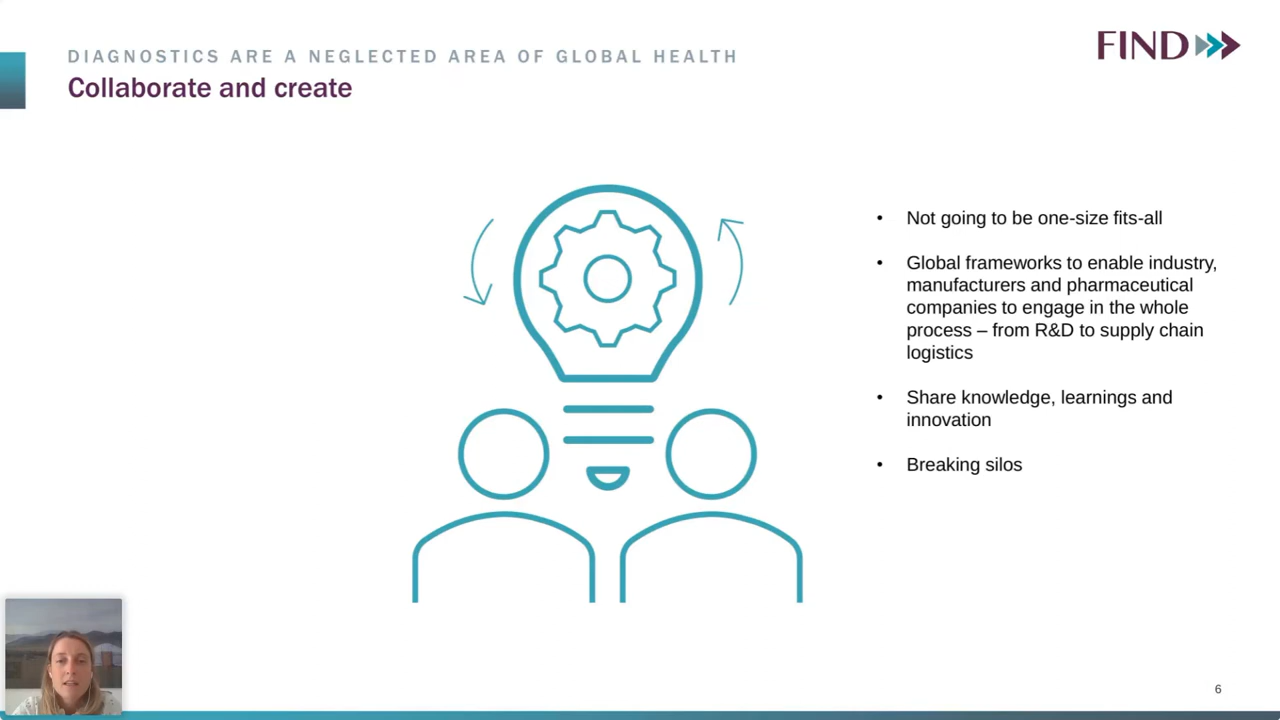 DIAGNOSTICS ARE A NEGLECTED AREA OF GLOBAL HEALTH
Collaborate and create
FIND
• Not going to be one-size fits-all
• Global frameworks to enable industry,
manufacturers and pharmaceutical
companies to engage in the whole
process – from R&D to supply chain
logistics
• Share knowledge, learnings and
innovation
• Breaking silos
6